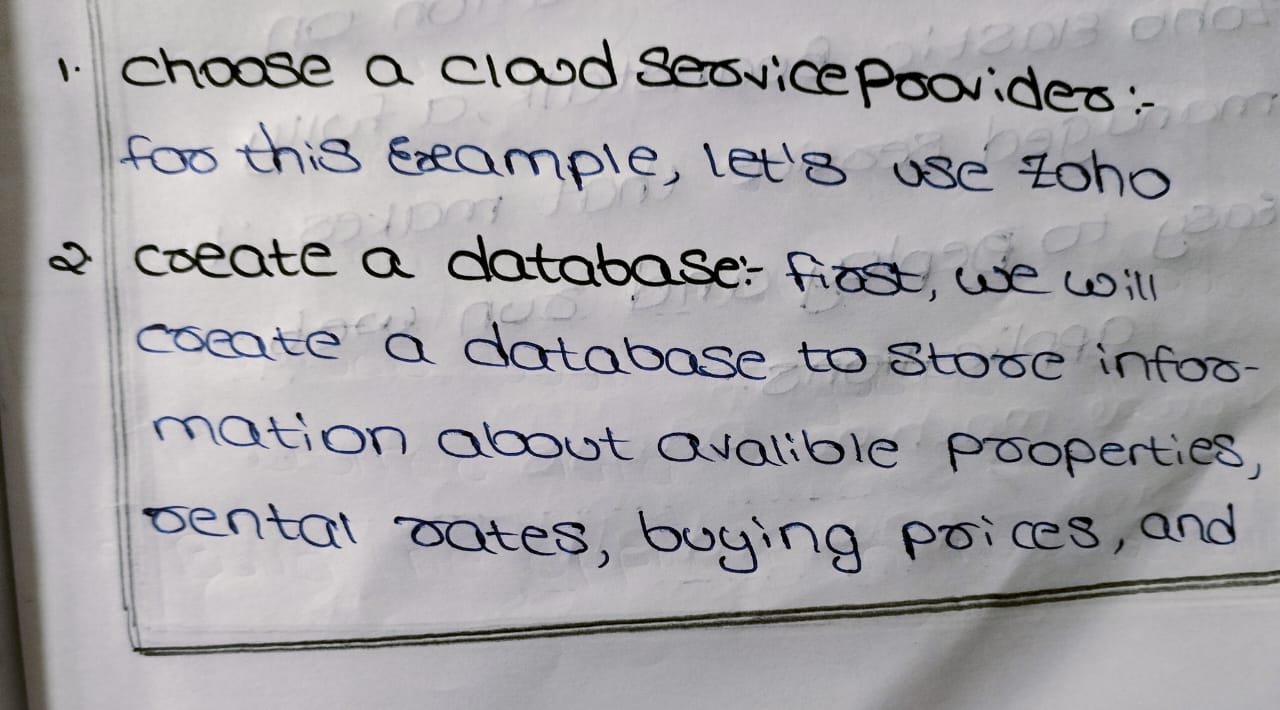 1. choose a cloud Service Provider :-
for this Example, let's use Zoho
2 create a database:- first, we will
create a database to store infor-
mation about avalible properties,
rental rates, buying prices, and